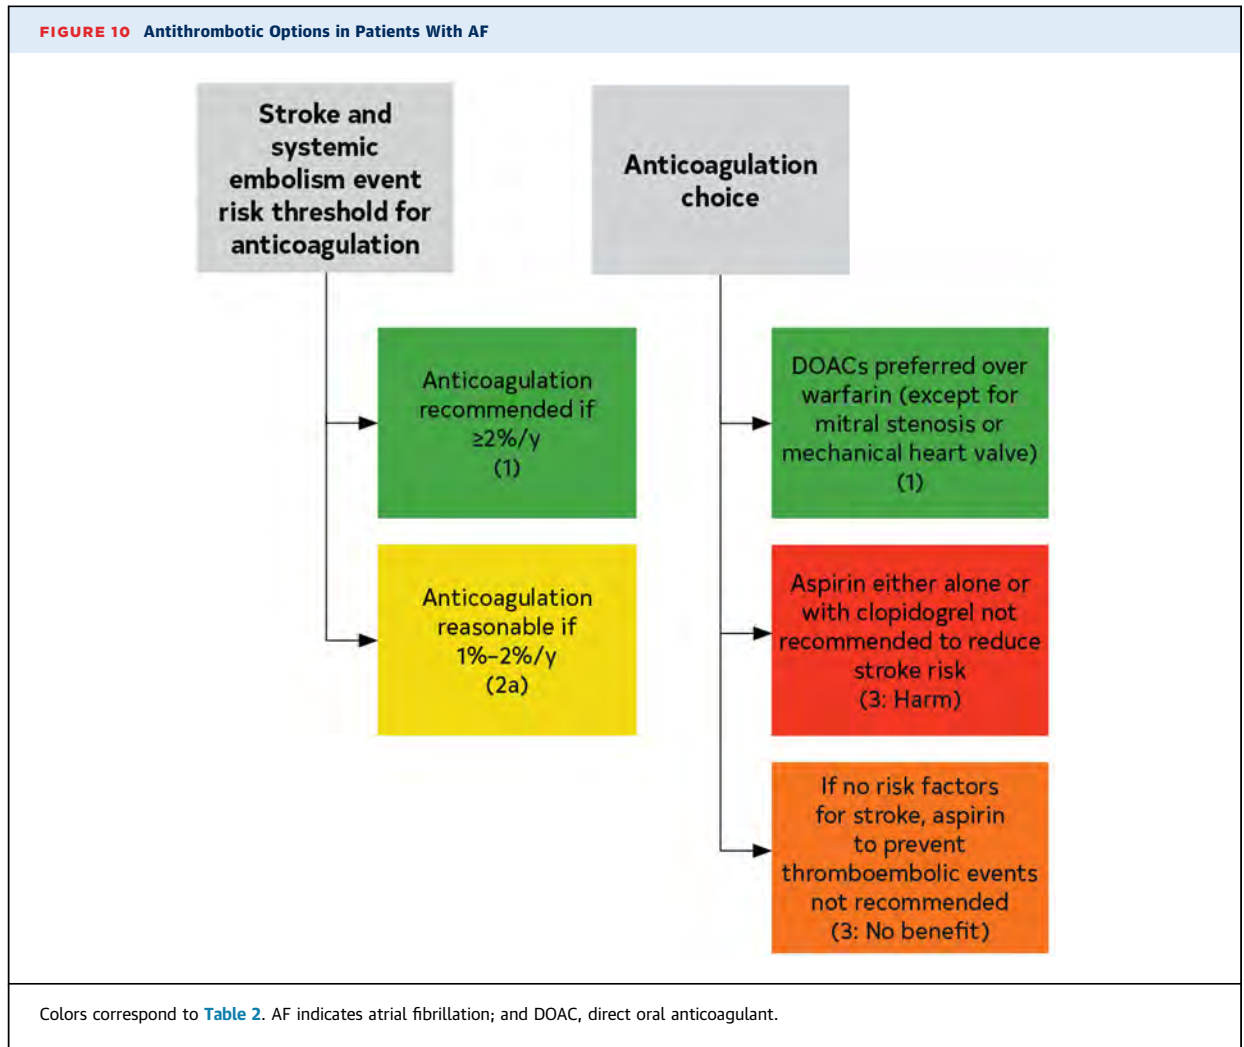 FIGURE 10 Antithrombotic Options in Patients With AF
Stroke and
systemic
embolism event
risk threshold for
anticoagulation
Anticoagulation
recommended if
≥2%/y
(1)
Anticoagulation
reasonable if
1%–2%/y
(2a)
Anticoagulation
choice
DOACs preferred over
warfarin (except for
mitral stenosis or
mechanical heart valve)
(1)
Aspirin either alone or
with clopidogrel not
recommended to reduce
stroke risk
(3: Harm)
If no risk factors
for stroke, aspirin
to prevent
thromboembolic events
not recommended
(3: No benefit)
Colors correspond to Table 2. AF indicates atrial fibrillation; and DOAC, direct oral anticoagulant.